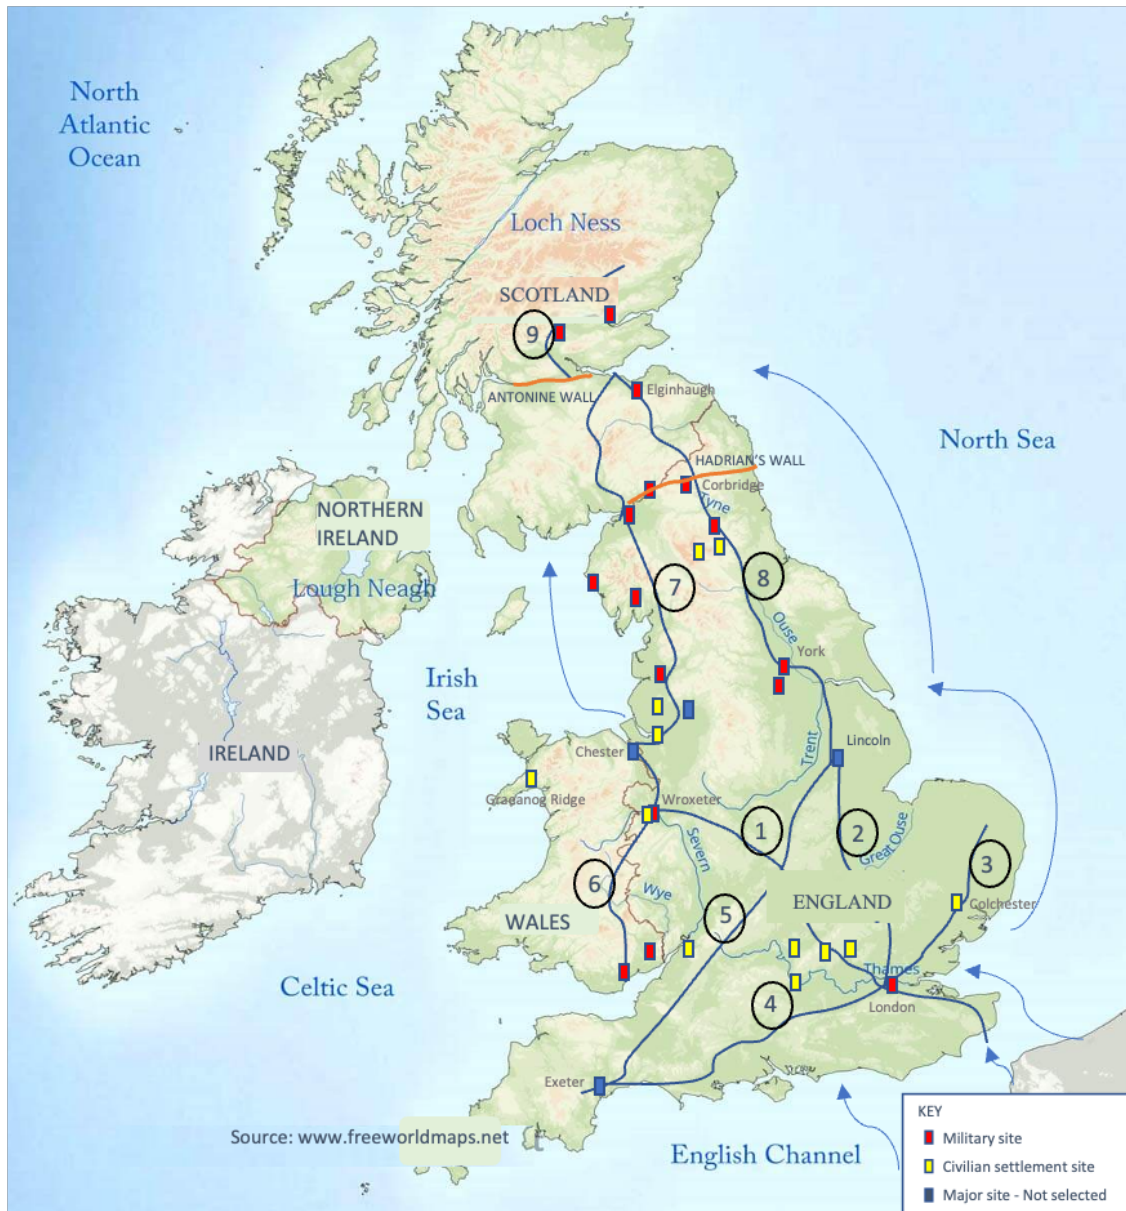 North
Atlantic
Ocean
Loch Ness
SCOTLAND
9
ANTONINE WALL
Elginhaugh
North Sea
HADRIAN'S WALL
Corbridge
Tyne
NORTHERN
IRELAND
Lough Neagh
7
8
Ouse
York
Irish
Sea
IRELAND
Chester
Lincoln
Trent
Graeanog Ridge
Wroxeter
1
2
Severn
Great Ouse
3
6
Wye
Colchester
ENGLAND
5
WALES
Thames
Celtic Sea
4
London
Exeter
Source: www.freeworldmaps.net
t
English Channel
KEY
Military site
Civilian settlement site
Major site - Not selected